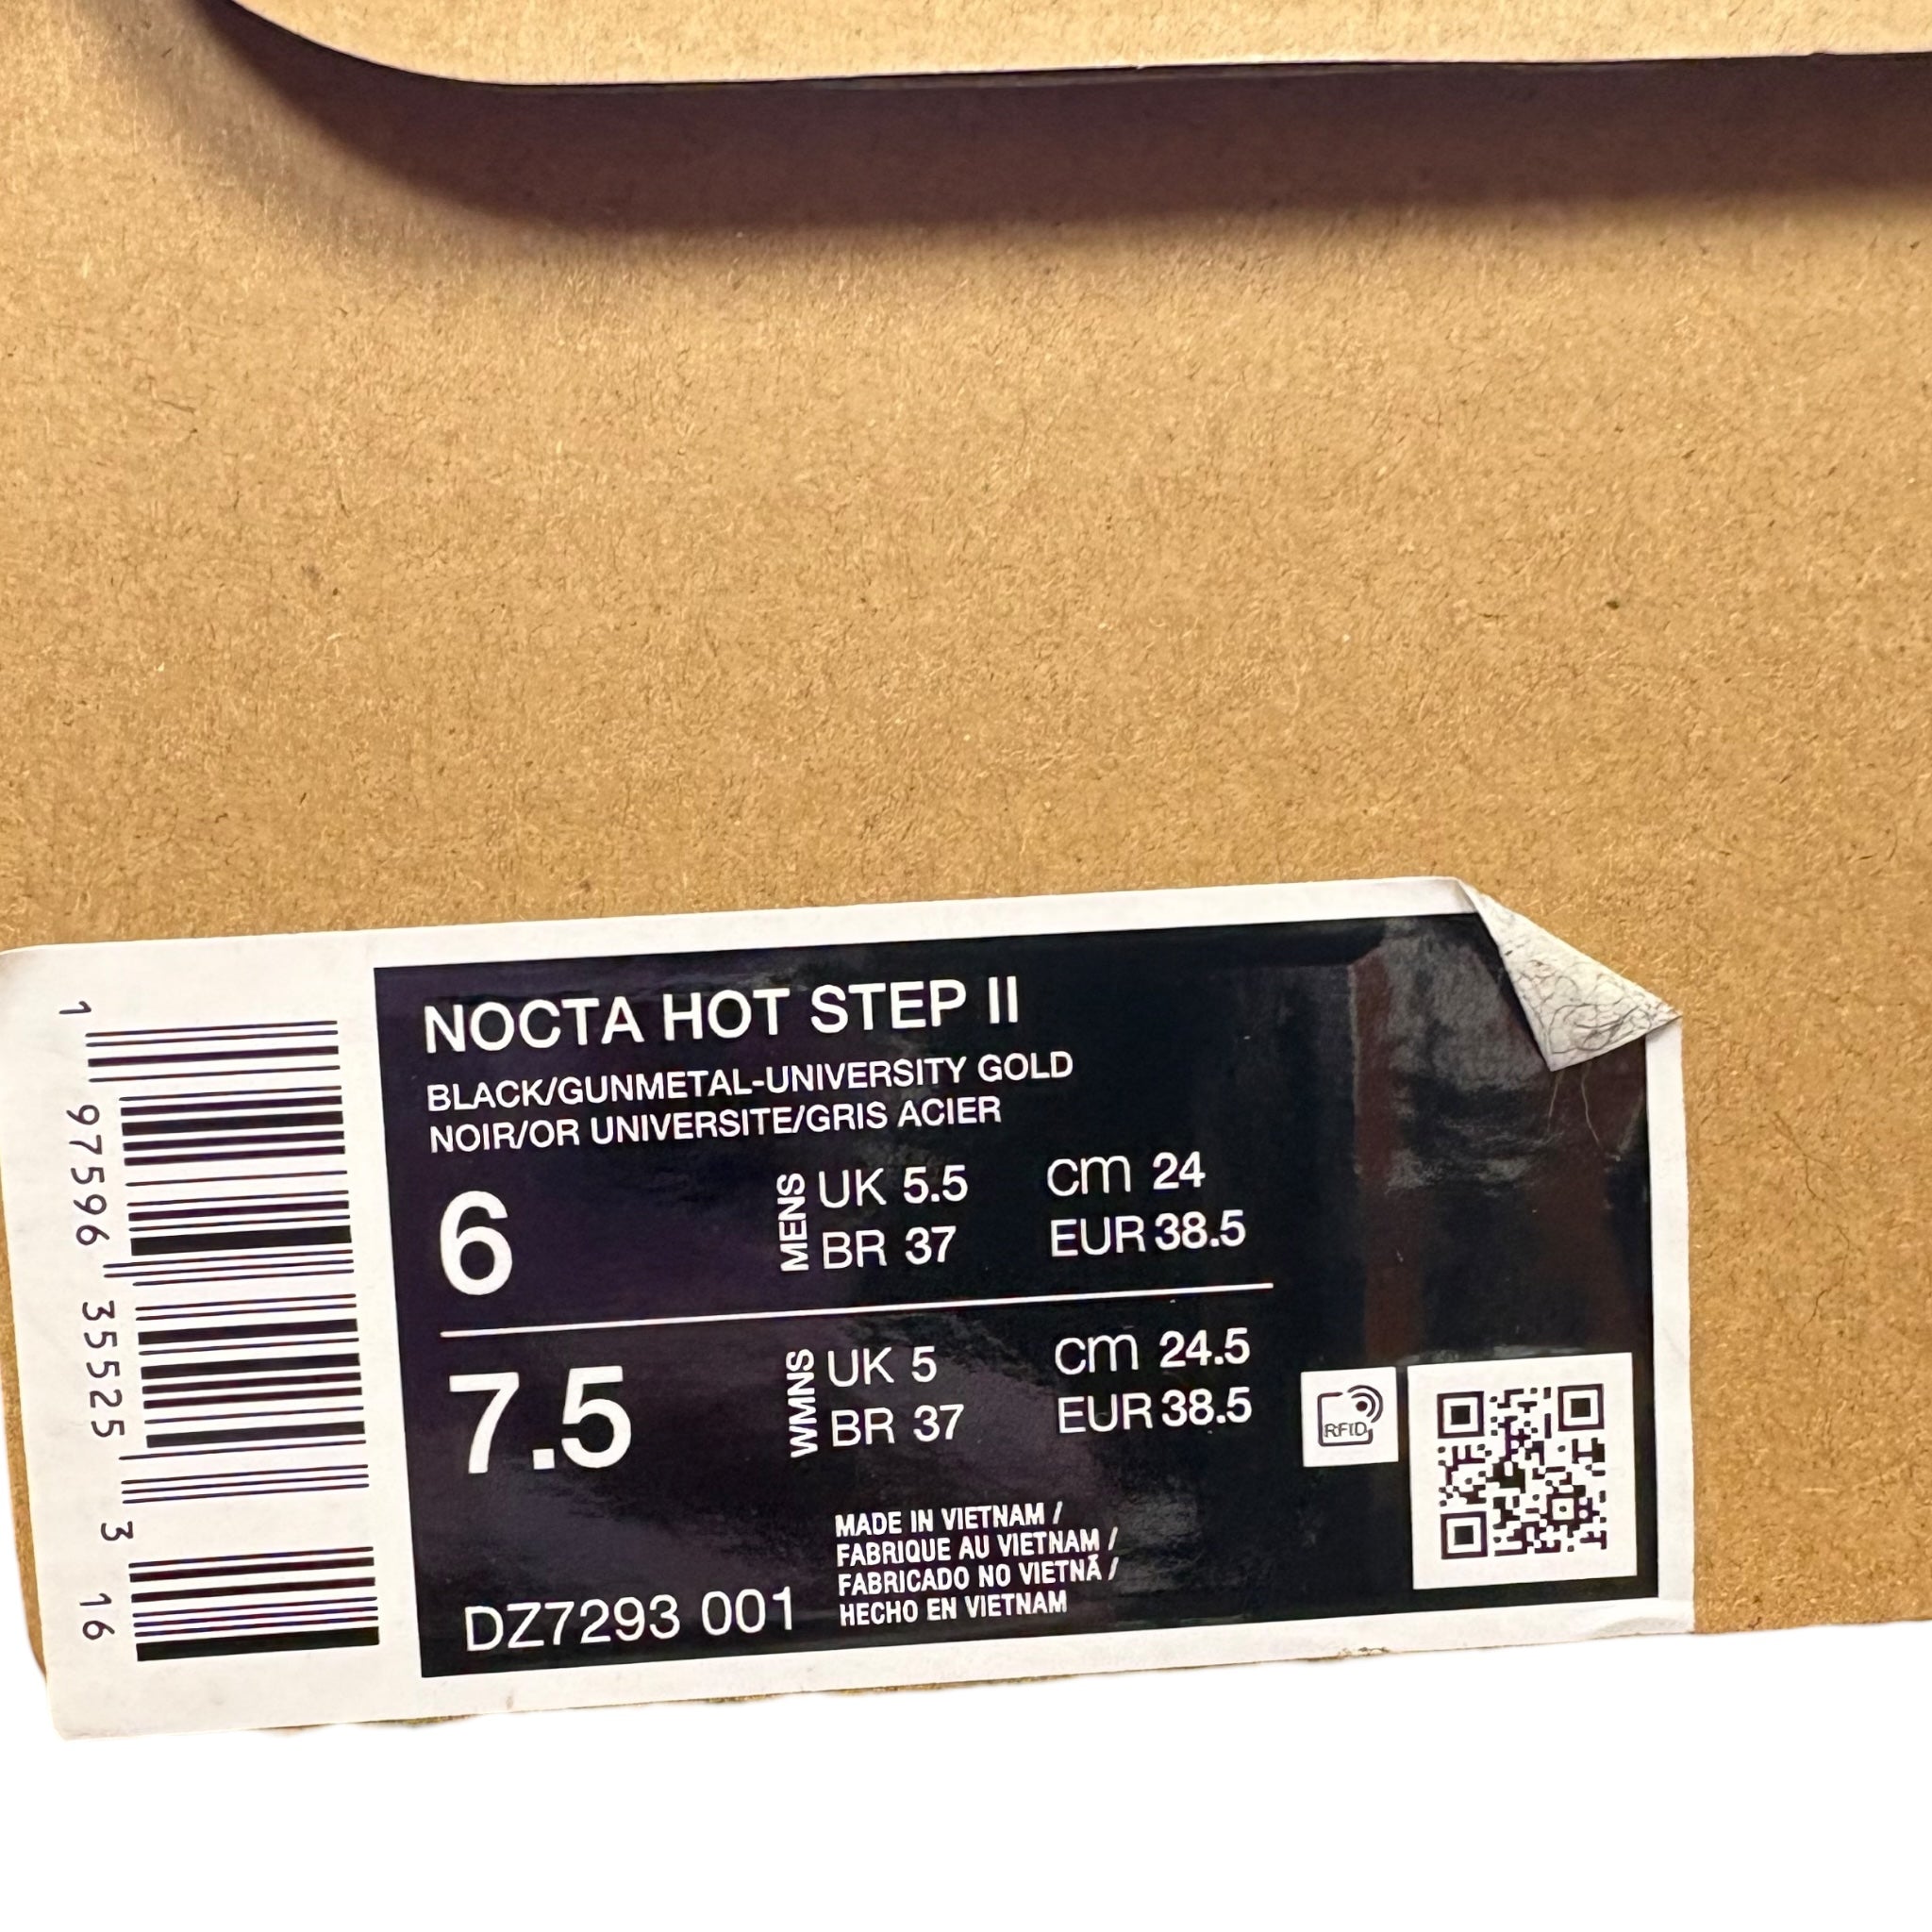 1 97596 35525 3 16
NOCTA HOT STEP II
BLACK/GUNMETAL-UNIVERSITY GOLD
NOIR/OR UNIVERSITE/GRIS ACIER
6 MENS UK 5.5 cm 24
BR 37 EUR 38.5
7.5 WMNS UK 5 cm 24.5
BR 37 EUR 38.5
RFID
MADE IN VIETNAM /
FABRIQUE AU VIETNAM /
FABRICADO NO VIETNÃ /
HECHO EN VIETNAM
DZ7293 001